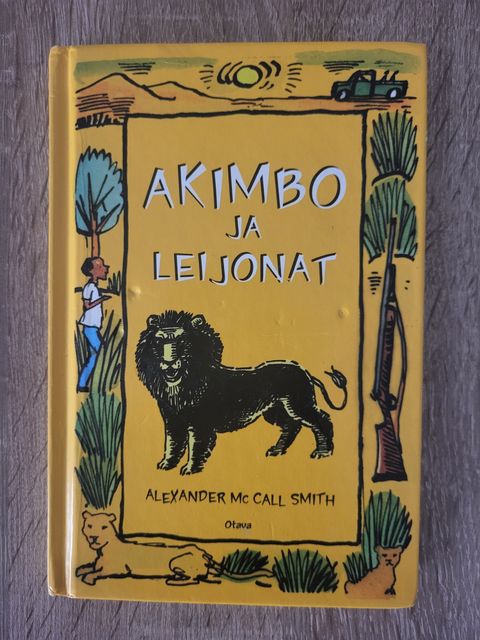 AKIMBO
JA
LEIJONAT
ALEXANDER MC CALL SMITH
Otava